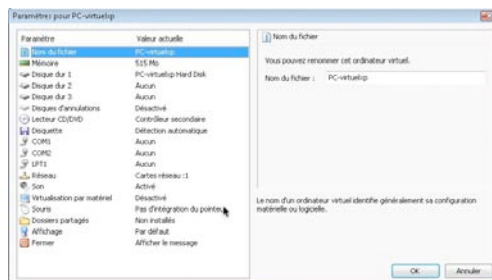 Paramètres pour PC-virtuelxp
Paramètre Valeur actuelle
Nom du fichier PC-virtuelxp
Mémoire 515 Mo
Disque dur 1 PC-virtuelxp Hard Disk
Disque dur 2 Aucun
Disque dur 3 Aucun
Disques d'annulations Désactivé
Lecteur CD/DVD Contrôleur secondaire
Disquette Détection automatique
COM1 Aucun
COM2 Aucun
LPT1 Aucun
Réseau Cartes réseau :1
Son Activé
Virtualisation par matériel Désactivé
Souris Pas d'intégration du pointeur
Dossiers partagés Non installés
Affichage Par défaut
Fermer Afficher le message
Nom du fichier
Vous pouvez renommer cet ordinateur virtuel.
Nom du fichier : PC-virtuelxp
Le nom d'un ordinateur virtuel identifie généralement sa configuration
matérielle ou logicielle.
OK Annuler